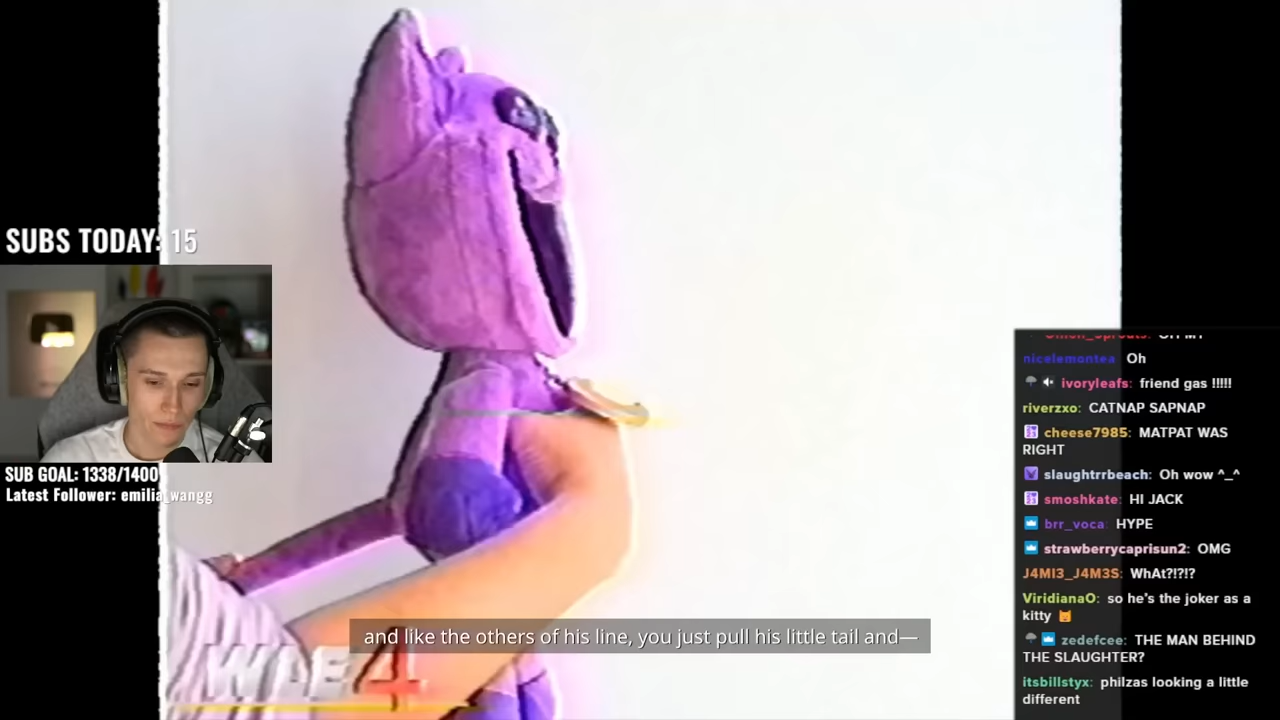 SUBS TODAY: 15
SUB GOAL: 1338/1400
Latest Follower: emilia_wangg
and like the others of his line, you just pull his little tail and—
nicelemontea Oh
ivoryleafs: friend gas !!!!!
riverzxo: CATNAP SAPNAP
cheese7985: MATPAT WAS
RIGHT
slaughtrrbeach: Oh wow ^_^
smoshkate: HI JACK
brr_voca: HYPE
strawberrycaprisun2: OMG
J4MI3_J4M3S: WhAt?!?!?
ViridianaO: so he's the joker as a
kitty
zedefcee: THE MAN BEHIND
THE SLAUGHTER?
itsbillstyx: philzas looking a little
different